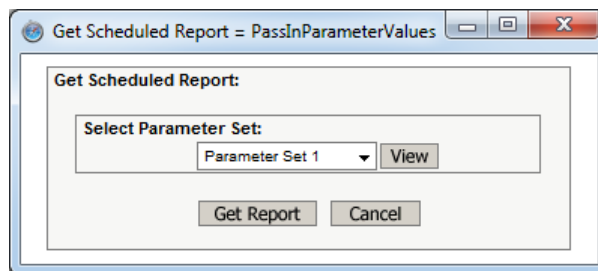 Get Scheduled Report = PassInParameterValues
Get Scheduled Report:
Select Parameter Set:
Parameter Set 1 View
Get Report Cancel